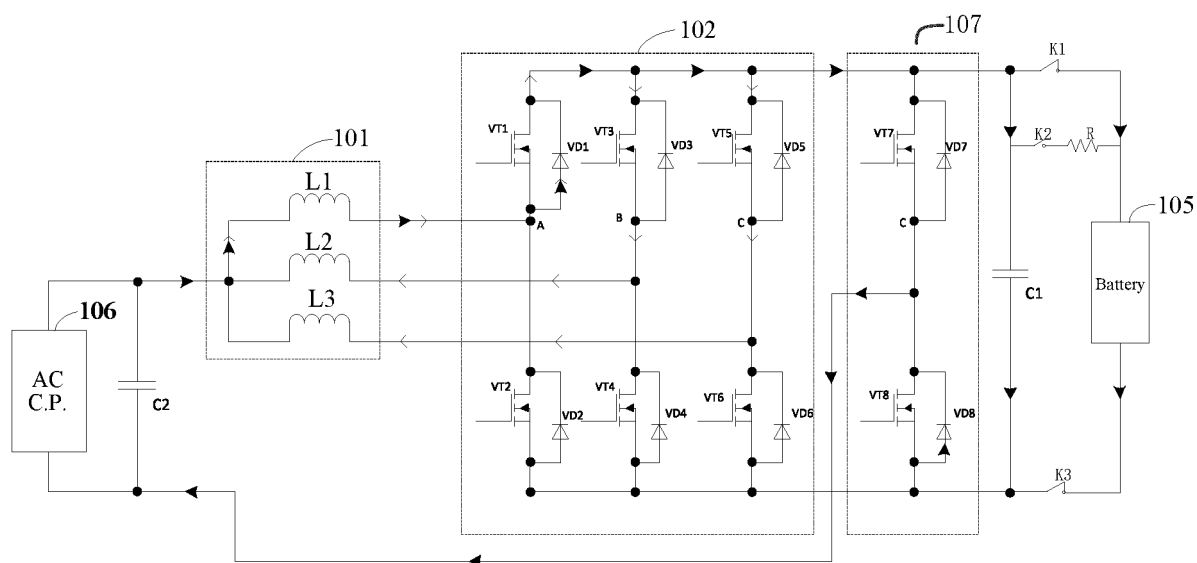 102
107
K1
101
VT1
VD1
VT3
VD3
VT5
VD5
VT7
VD7
K2
R
L1
L2
L3
A
B
C
C
105
Battery
106
AC
C.P.
C2
C1
VT2
VD2
VT4
VD4
VT6
VD6
VT8
VD8
K3